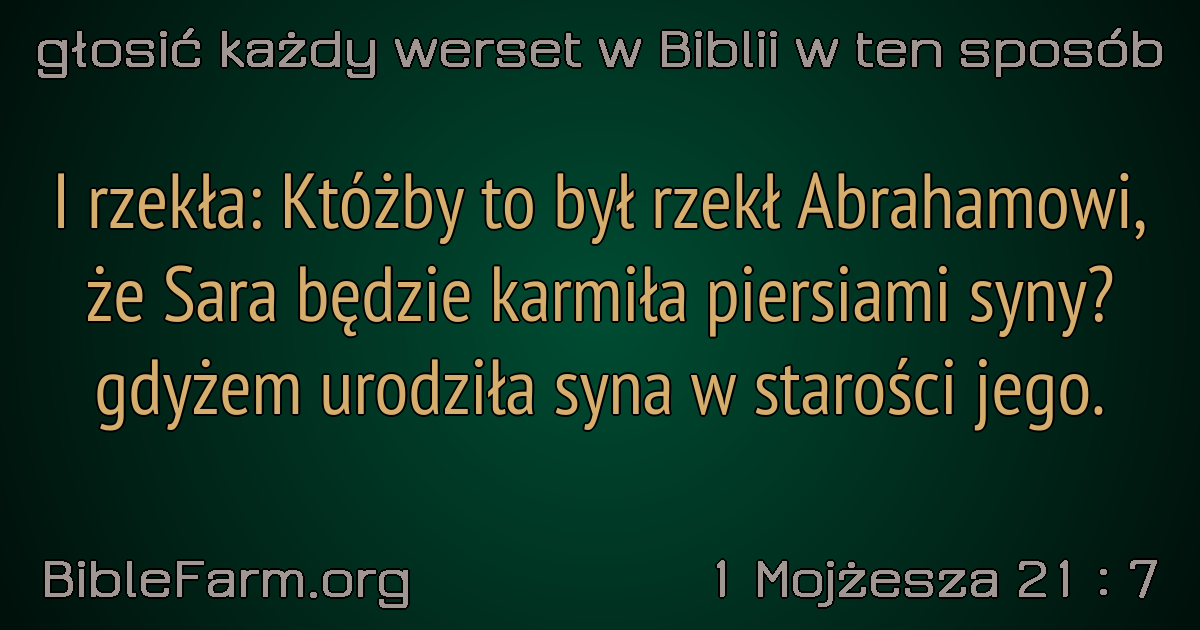 głosić każdy werset w Biblii w ten sposób
I rzekła: Któżby to był rzekł Abrahamowi,
że Sara będzie karmiła piersiami syny?
gdyżem urodziła syna w starości jego.
BibleFarm.org
1 Mojżesza 21 : 7